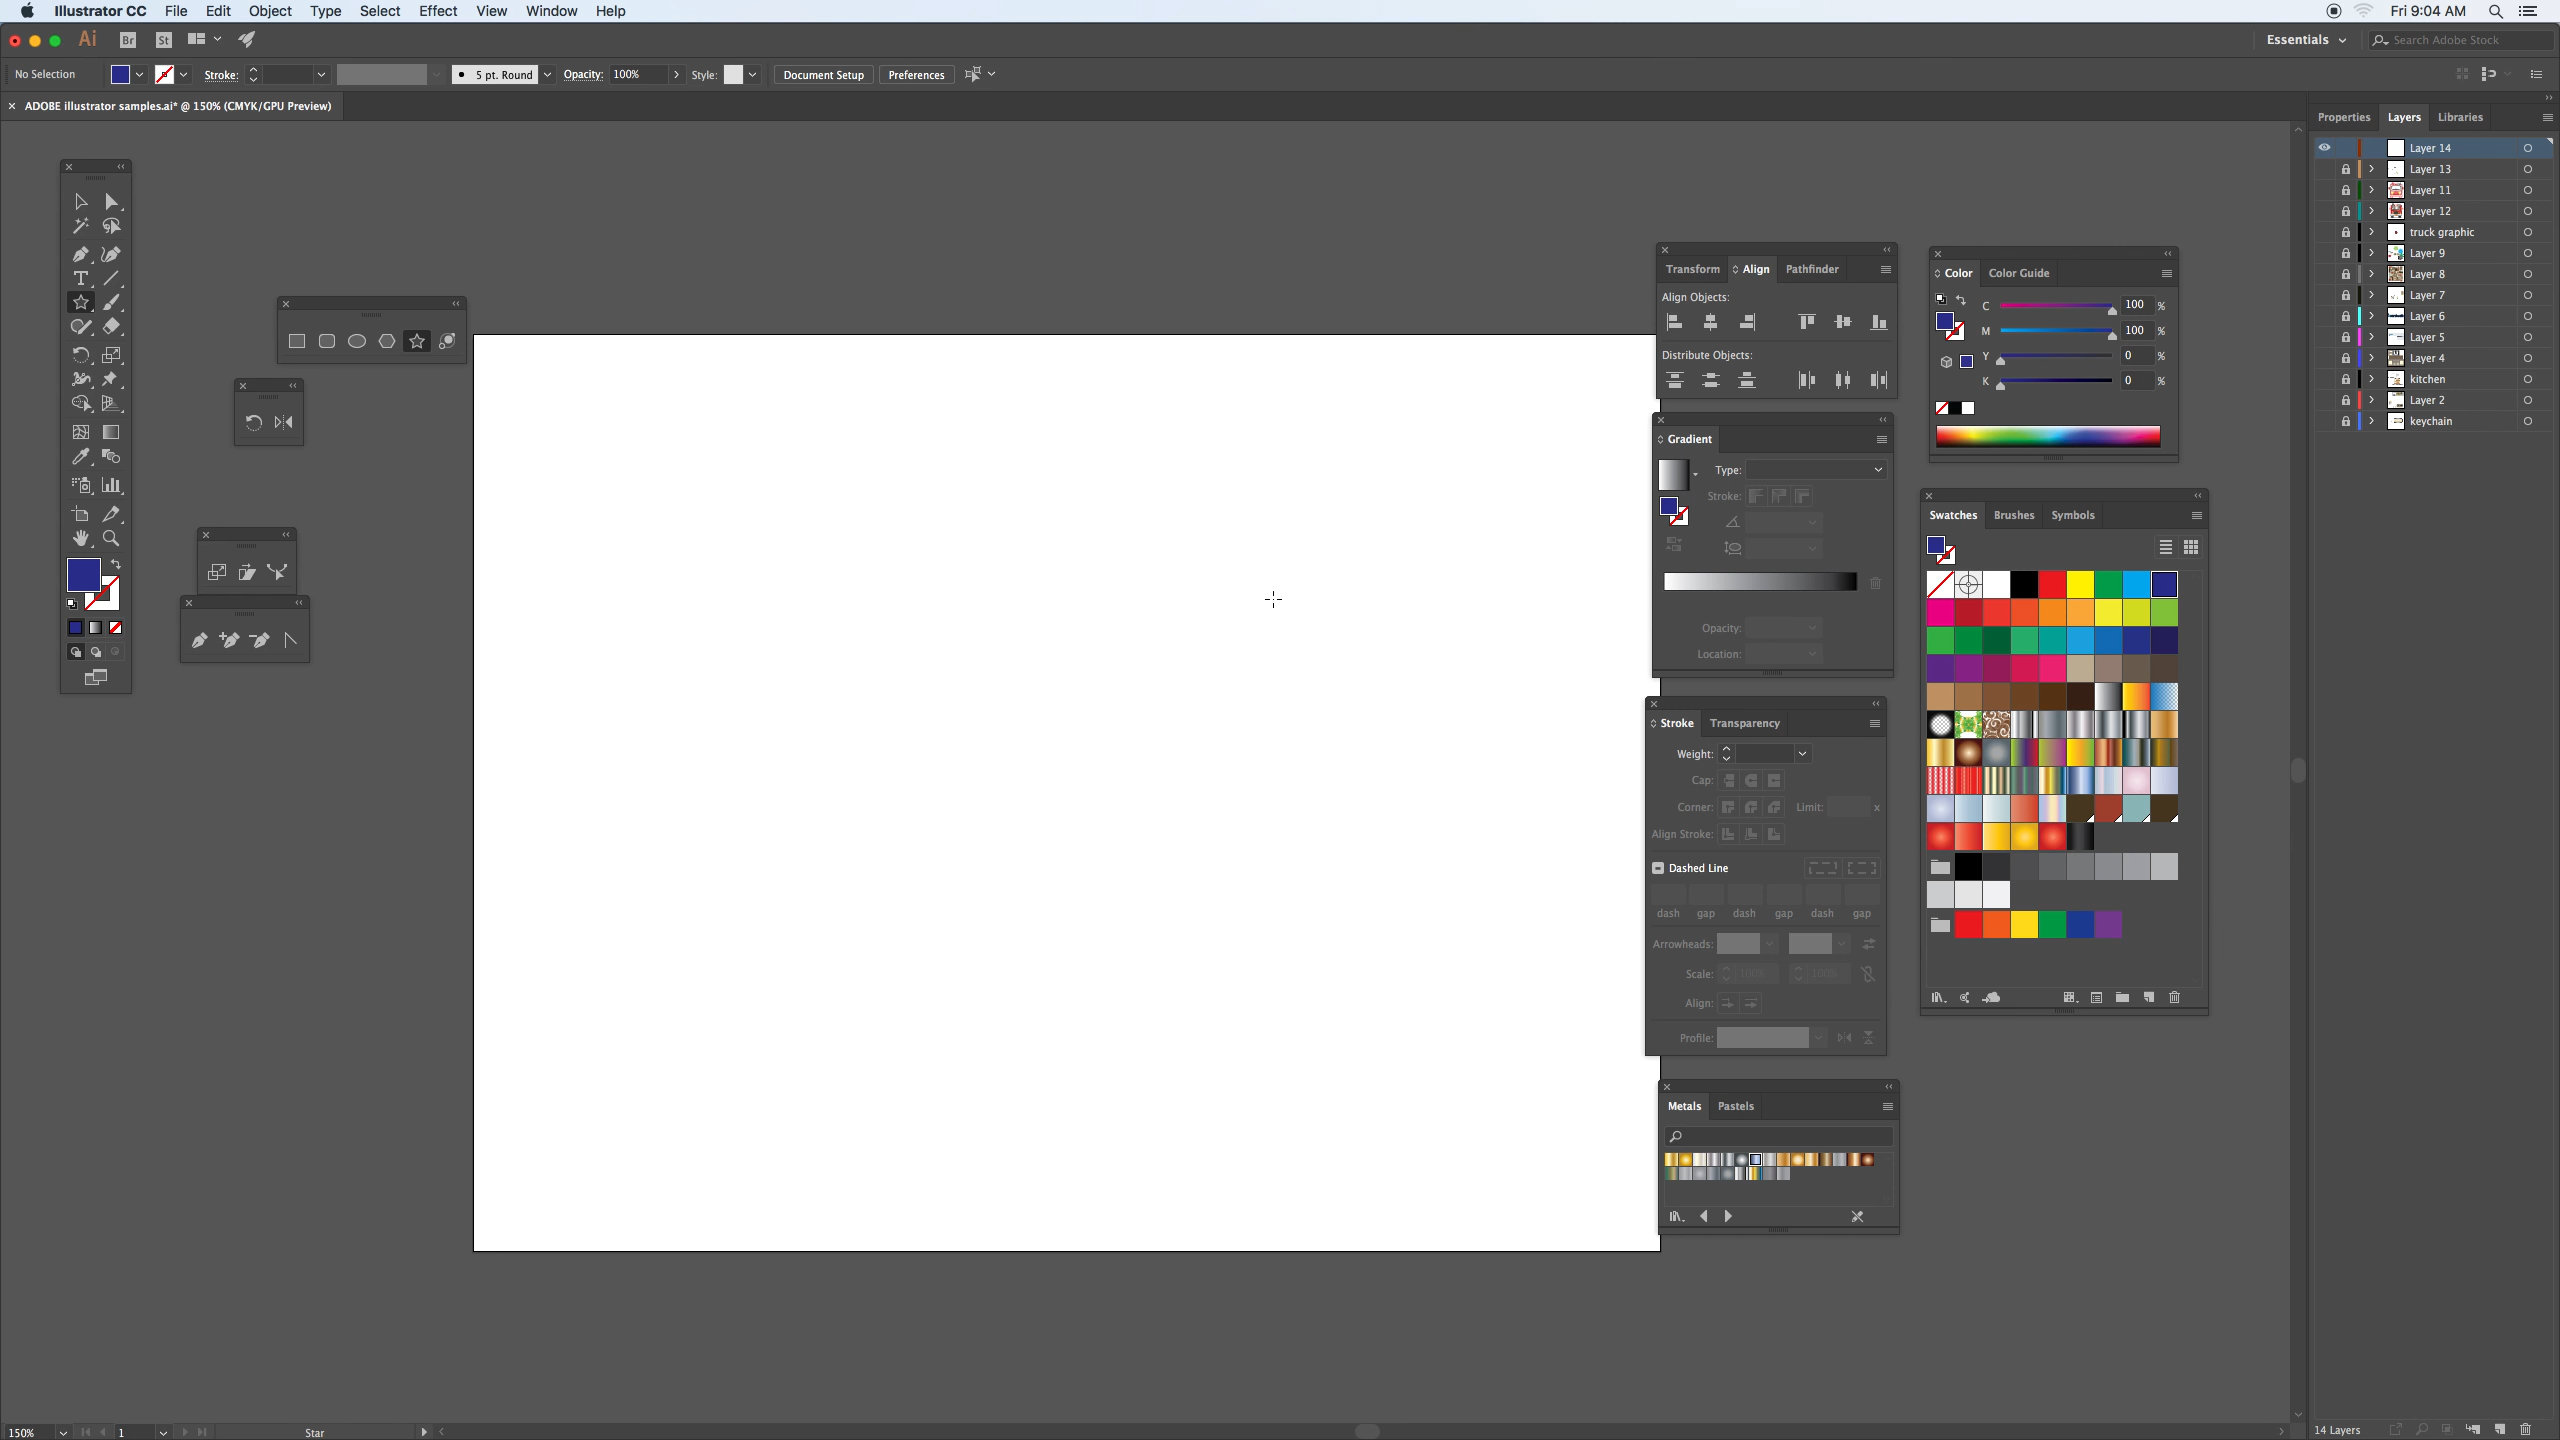 Illustrator CC File Edit Object Type Select Effect View Window Help Fri 9:04 AM
Ai Br St Essentials Search Adobe Stock
No Selection Stroke: 5 pt. Round Opacity: 100% Style: Document Setup Preferences
ADOBE illustrator samples.ai* @ 150% (CMYK/GPU Preview)
Transform Align Pathfinder
Align Objects:
Distribute Objects:
Gradient
Type:
Stroke:
Opacity:
Location:
Stroke Transparency
Weight:
Cap:
Corner: Limit: x
Align Stroke:
Dashed Line
dash gap dash gap dash gap
Arrowheads:
Scale: 100% 100%
Align:
Profile:
Metals Pastels
Color Color Guide
C 100 %
M 100 %
Y 0 %
K 0 %
Swatches Brushes Symbols
Properties Layers Libraries
Layer 14
Layer 13
Layer 11
Layer 12
truck graphic
Layer 9
Layer 8
Layer 7
Layer 6
Layer 5
Layer 4
kitchen
Layer 2
keychain
150% 1 Star
14 Layers